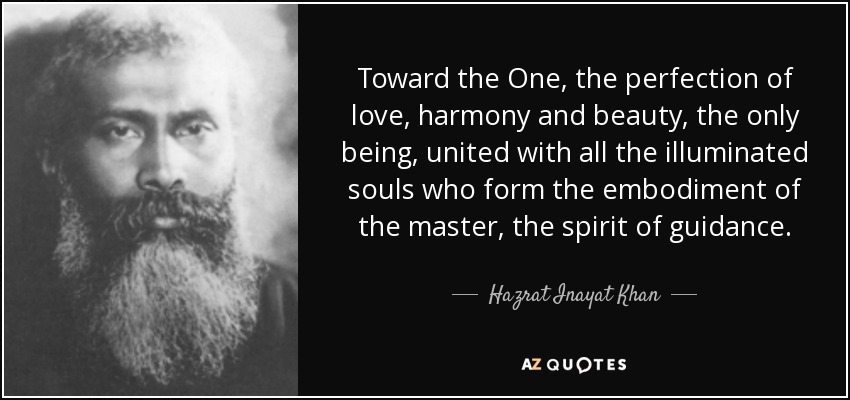 Toward the One, the perfection of
love, harmony and beauty, the only
being, united with all the illuminated
souls who form the embodiment of
the master, the spirit of guidance.
Hazrat Inayat Khan
AZ QUOTES